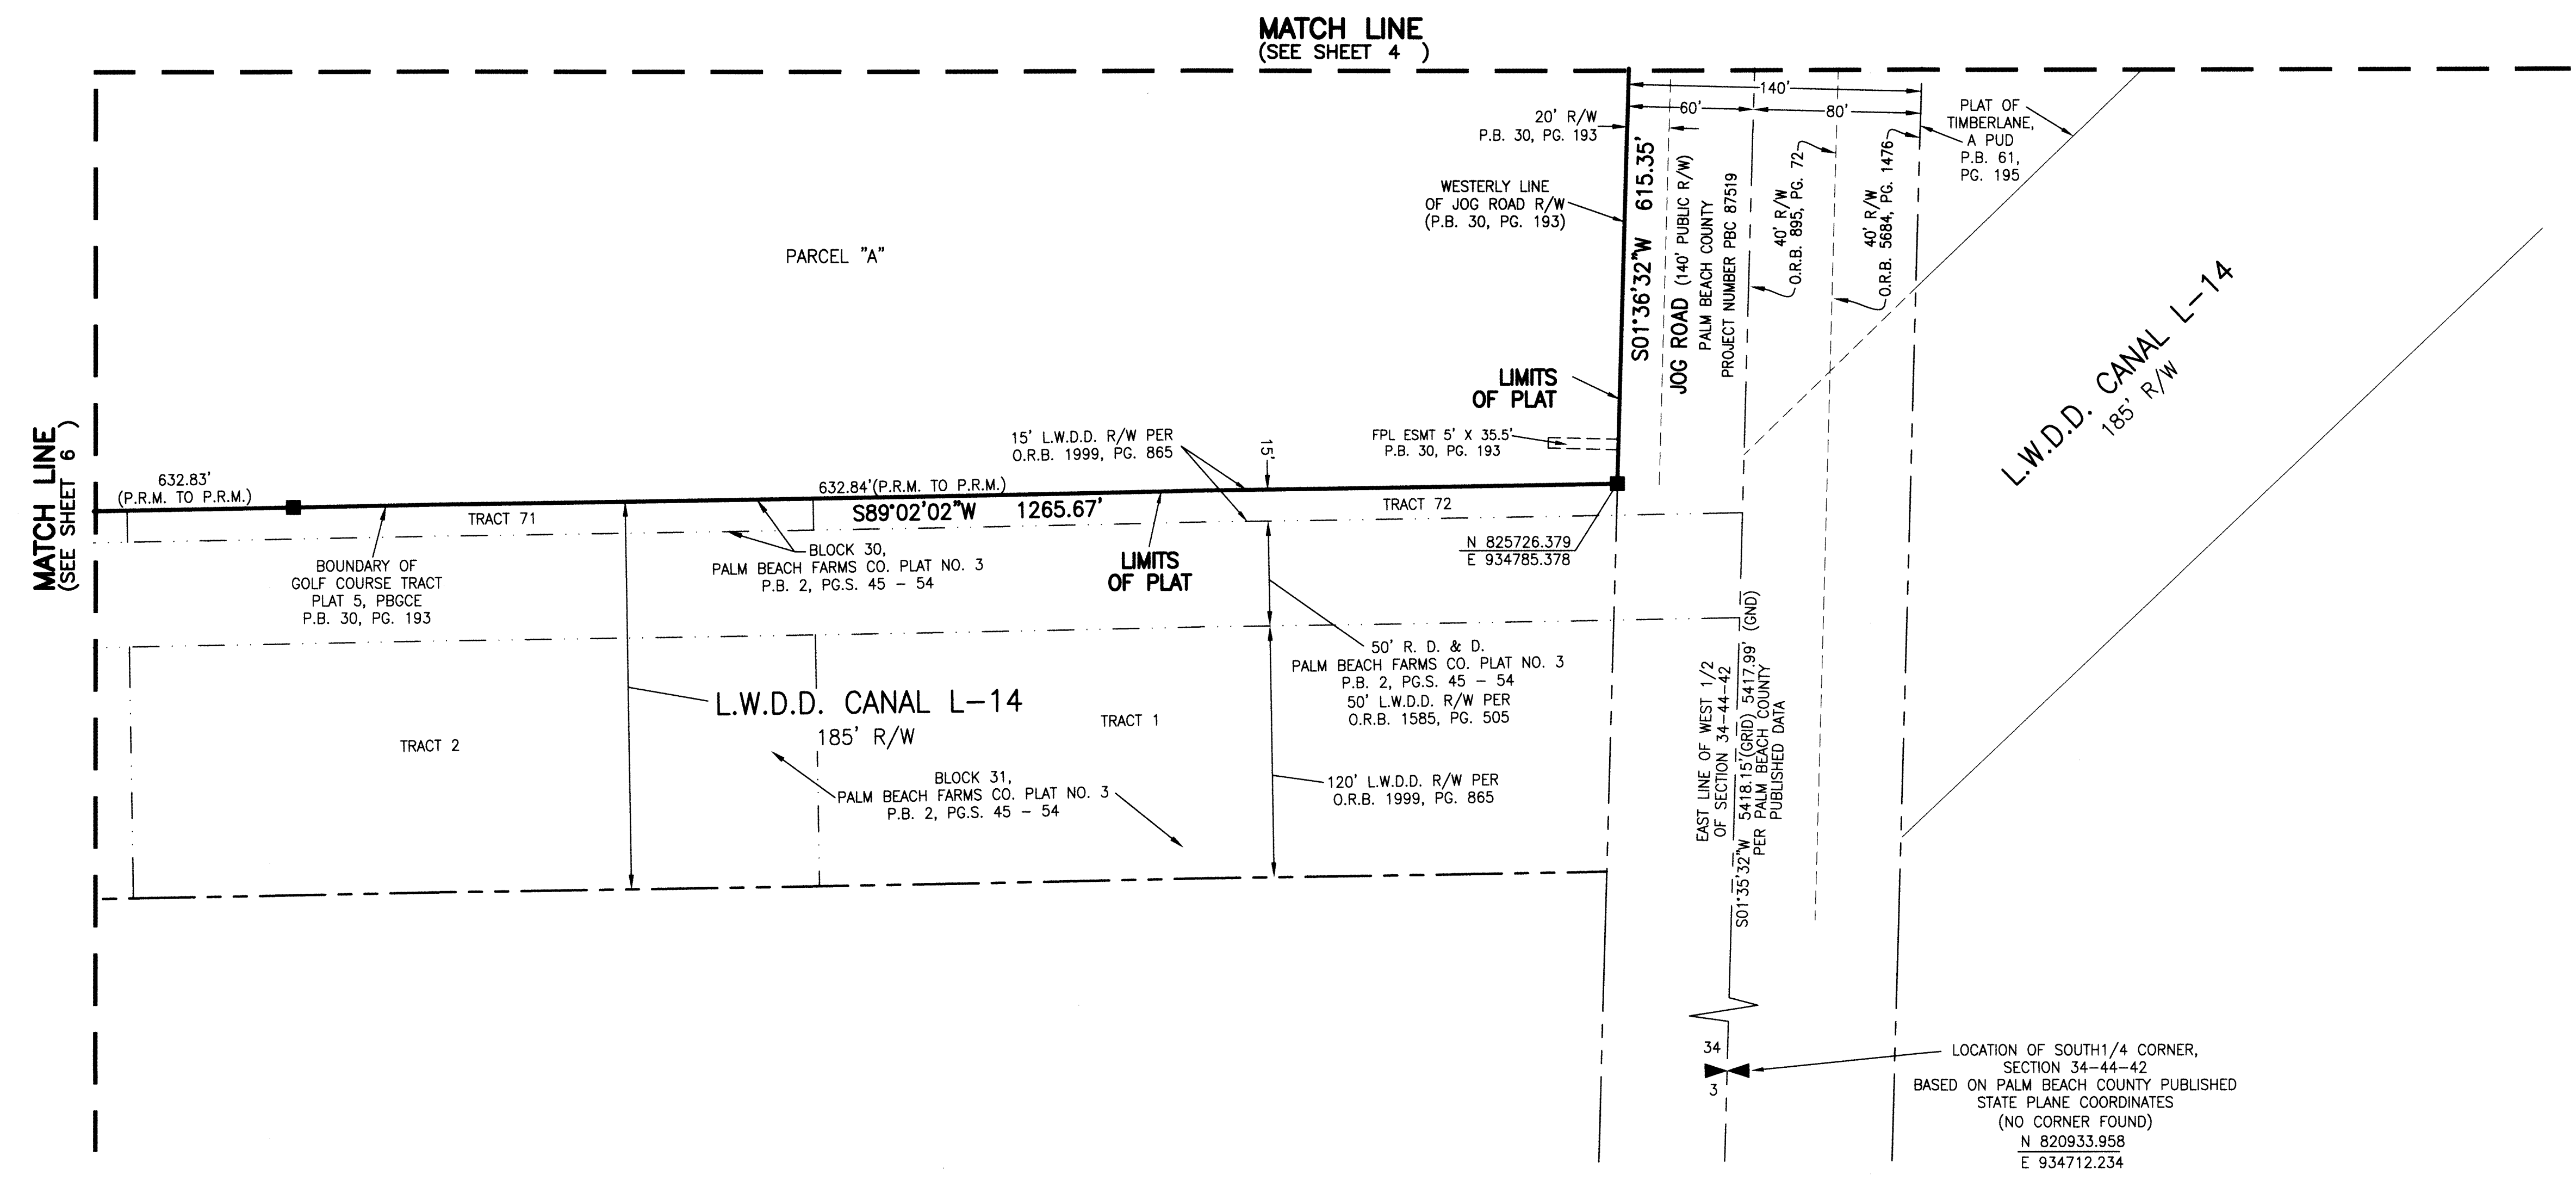 MATCH LINE
(SEE SHEET 4 )
140'
60'
80'
20' R/W
P.B. 30, PG. 193
PLAT OF
TIMBERLANE,
A PUD
P.B. 61,
PG. 195
WESTERLY LINE
OF JOG ROAD R/W
(P.B. 30, PG. 193)
S01°36'32"W 615.35'
JOG ROAD (140' PUBLIC R/W)
PALM BEACH COUNTY
PROJECT NUMBER PBC 87519
40' R/W
O.R.B. 895, PG. 72
40' R/W
O.R.B. 5684, PG. 1476
PARCEL "A"
L.W.D.D. CANAL L-14
185' R/W
LIMITS
OF PLAT
FPL ESMT 5' X 35.5'
P.B. 30, PG. 193
15' L.W.D.D. R/W PER
O.R.B. 1999, PG. 865
15'
MATCH LINE
(SEE SHEET 6 )
632.83'
(P.R.M. TO P.R.M.)
632.84'(P.R.M. TO P.R.M.)
S89°02'02"W 1265.67'
TRACT 71
TRACT 72
N 825726.379
E 934785.378
BOUNDARY OF
GOLF COURSE TRACT
PLAT 5, PBGCE
P.B. 30, PG. 193
BLOCK 30,
PALM BEACH FARMS CO. PLAT NO. 3
P.B. 2, PG.S. 45 - 54
LIMITS
OF PLAT
50' R. D. & D.
PALM BEACH FARMS CO. PLAT NO. 3
P.B. 2, PG.S. 45 - 54
50' L.W.D.D. R/W PER
O.R.B. 1585, PG. 505
L.W.D.D. CANAL L-14
185' R/W
TRACT 1
TRACT 2
BLOCK 31,
PALM BEACH FARMS CO. PLAT NO. 3
P.B. 2, PG.S. 45 - 54
120' L.W.D.D. R/W PER
O.R.B. 1999, PG. 865
EAST LINE OF WEST 1/2
OF SECTION 34-44-42
S01°35'32"W 5418.15'(GRID) 5417.99' (GND)
PER PALM BEACH COUNTY
PUBLISHED DATA
34
3
LOCATION OF SOUTH1/4 CORNER,
SECTION 34-44-42
BASED ON PALM BEACH COUNTY PUBLISHED
STATE PLANE COORDINATES
(NO CORNER FOUND)
N 820933.958
E 934712.234